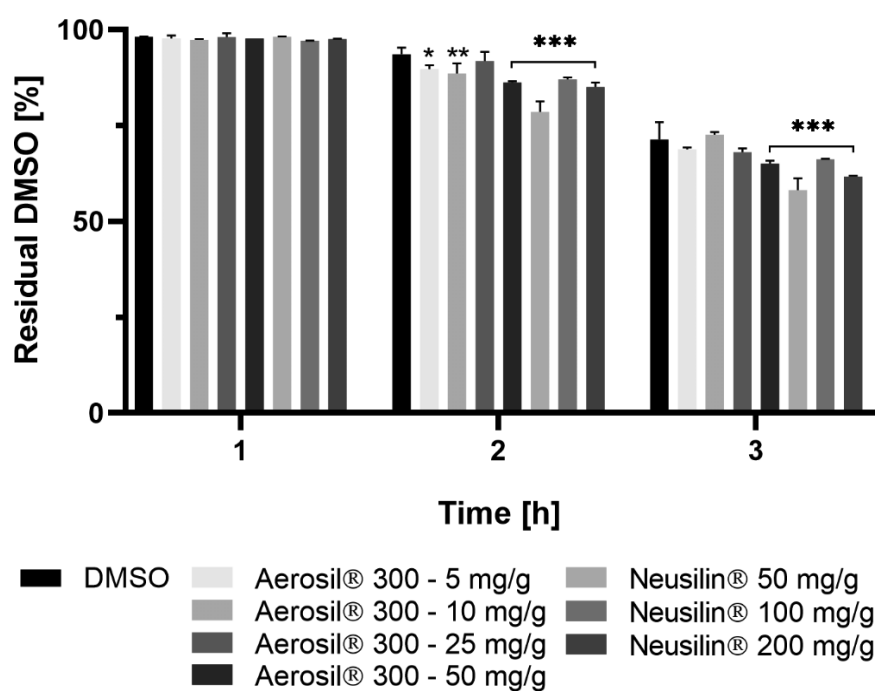 Residual DMSO [%]
100
50
0
*
**
***
***
1
2
3
Time [h]
DMSO
Aerosil® 300 - 5 mg/g
Aerosil® 300 - 10 mg/g
Aerosil® 300 - 25 mg/g
Aerosil® 300 - 50 mg/g
Neusilin® 50 mg/g
Neusilin® 100 mg/g
Neusilin® 200 mg/g